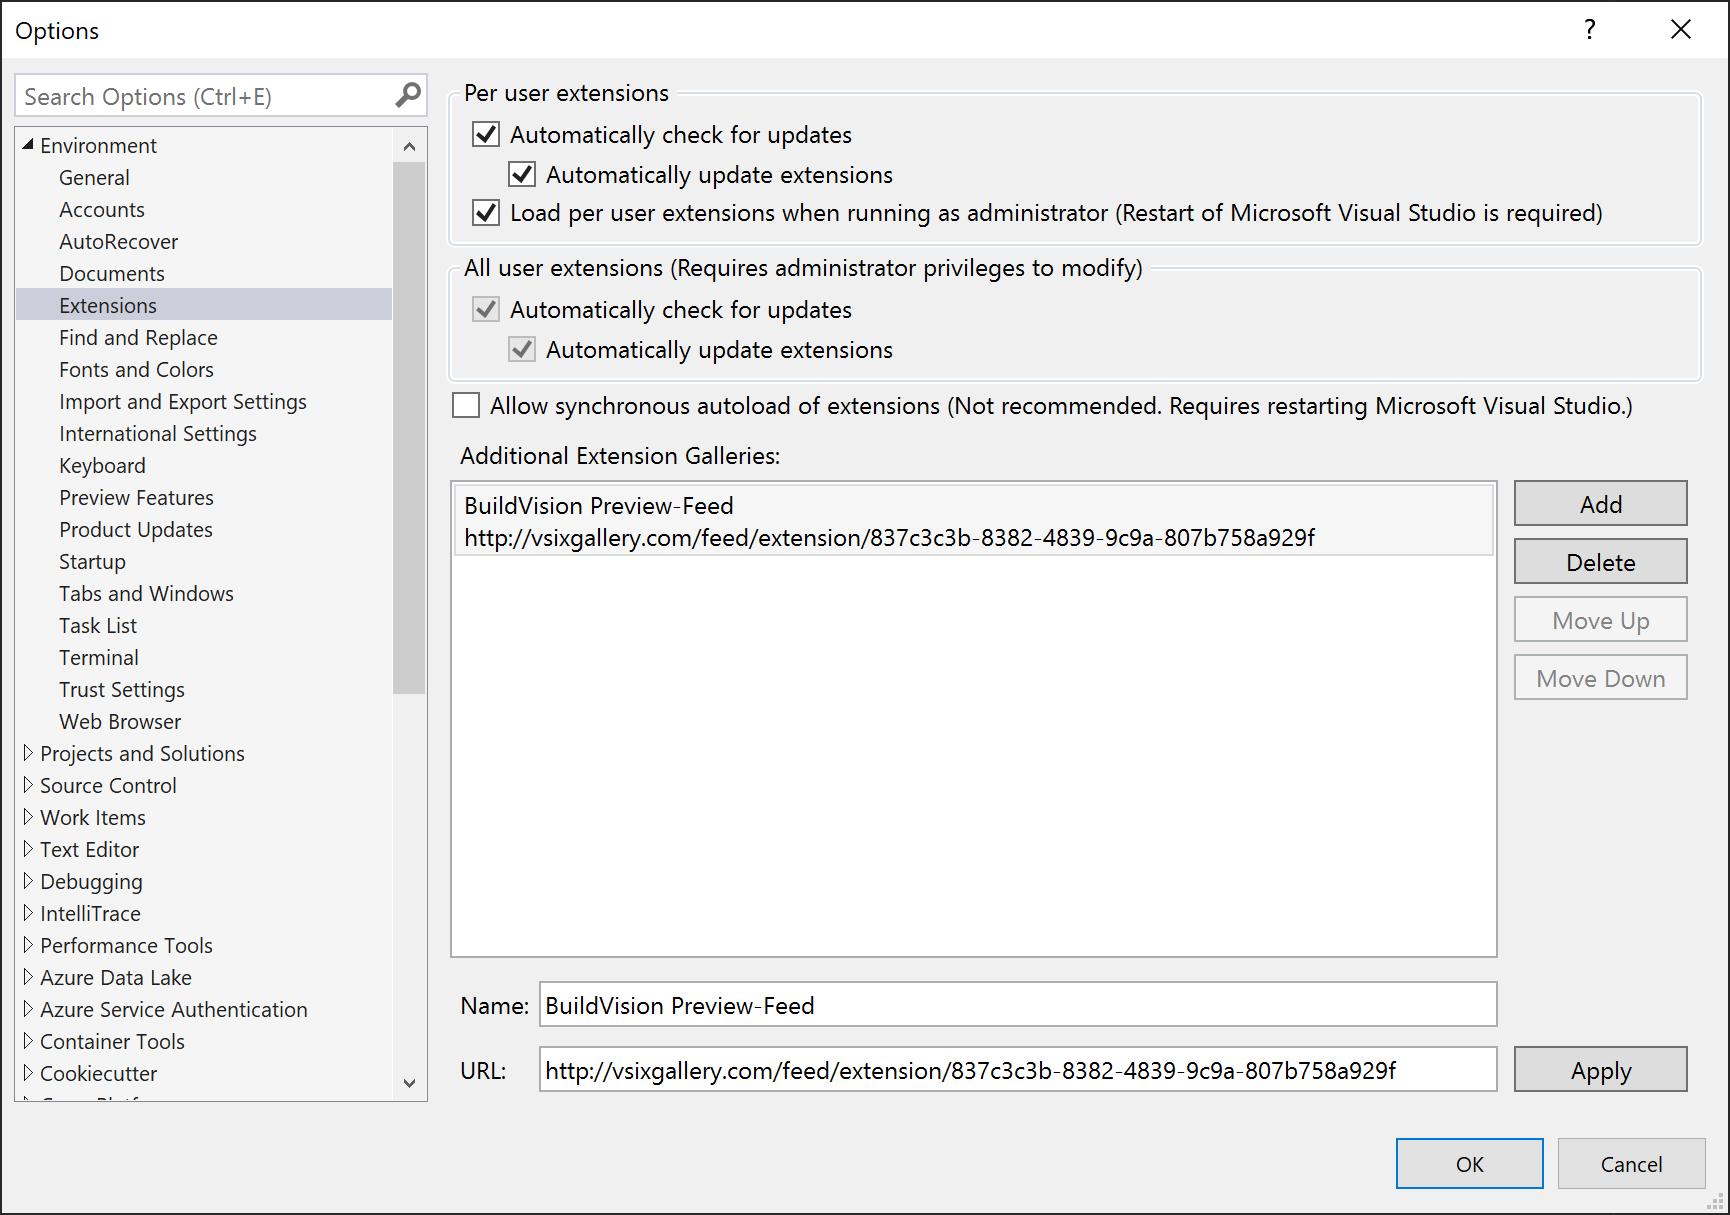 Options
?
Search Options (Ctrl+E)
Environment
General
Accounts
AutoRecover
Documents
Extensions
Find and Replace
Fonts and Colors
Import and Export Settings
International Settings
Keyboard
Preview Features
Product Updates
Startup
Tabs and Windows
Task List
Terminal
Trust Settings
Web Browser
Projects and Solutions
Source Control
Work Items
Text Editor
Debugging
IntelliTrace
Performance Tools
Azure Data Lake
Azure Service Authentication
Container Tools
Cookiecutter
Per user extensions
Automatically check for updates
Automatically update extensions
Load per user extensions when running as administrator (Restart of Microsoft Visual Studio is required)
All user extensions (Requires administrator privileges to modify)
Automatically check for updates
Automatically update extensions
Allow synchronous autoload of extensions (Not recommended. Requires restarting Microsoft Visual Studio.)
Additional Extension Galleries:
BuildVision Preview-Feed
http://vsixgallery.com/feed/extension/837c3c3b-8382-4839-9c9a-807b758a929f
Add
Delete
Move Up
Move Down
Name: BuildVision Preview-Feed
URL: http://vsixgallery.com/feed/extension/837c3c3b-8382-4839-9c9a-807b758a929f
Apply
OK
Cancel